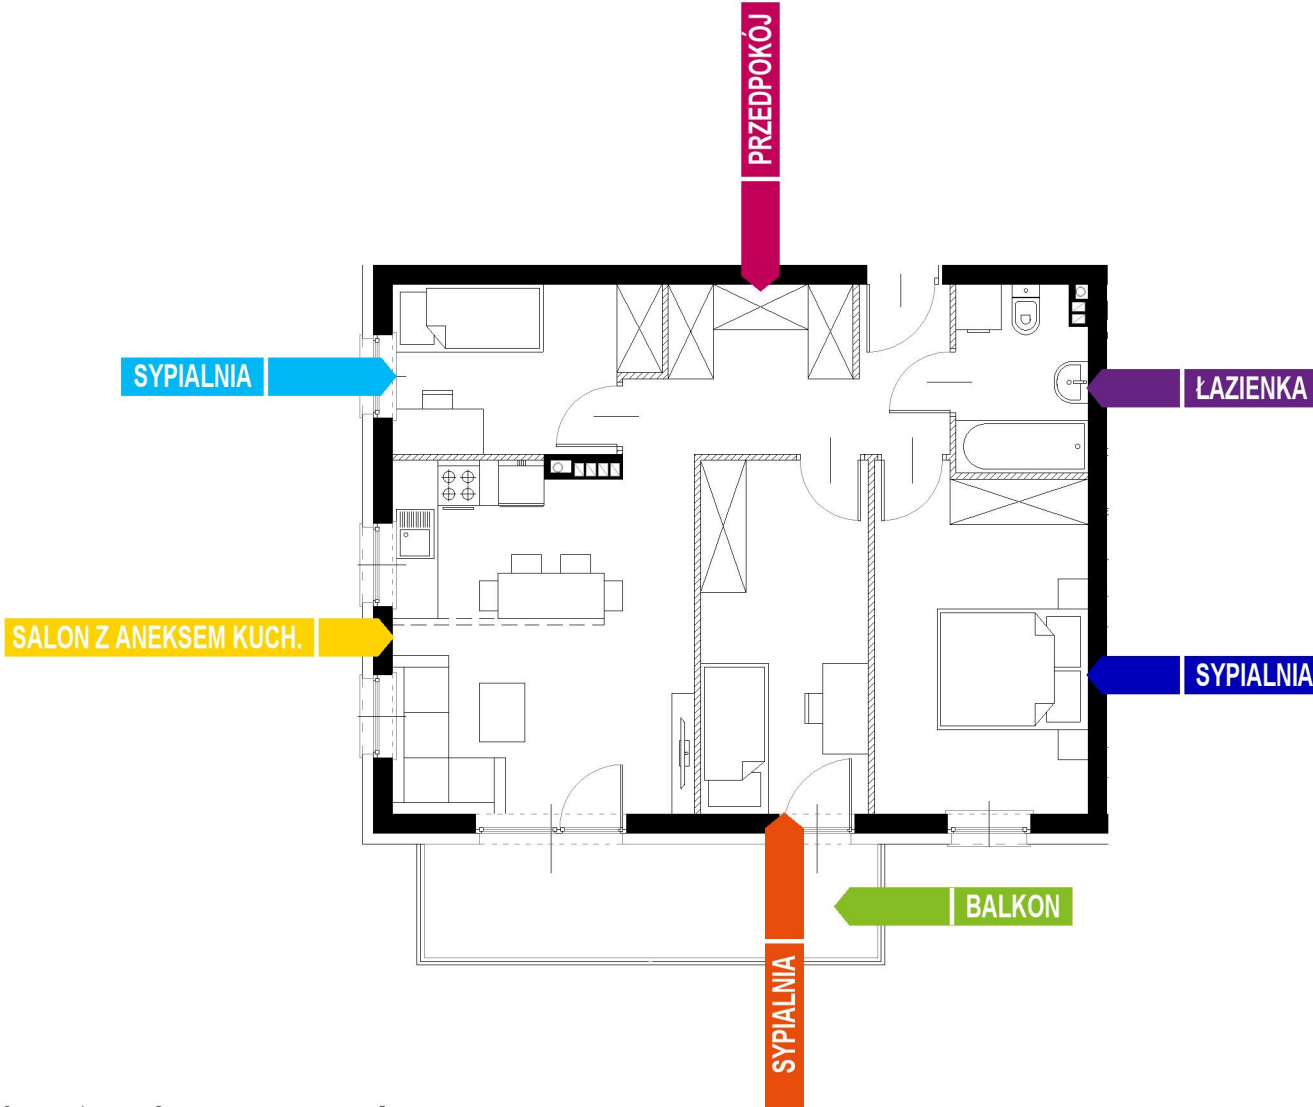 PRZEDPOKÓJ
SYPIALNIA
ŁAZIENKA
SALON Z ANEKSEM KUCH.
SYPIALNIA
BALKON
SYPIALNIA